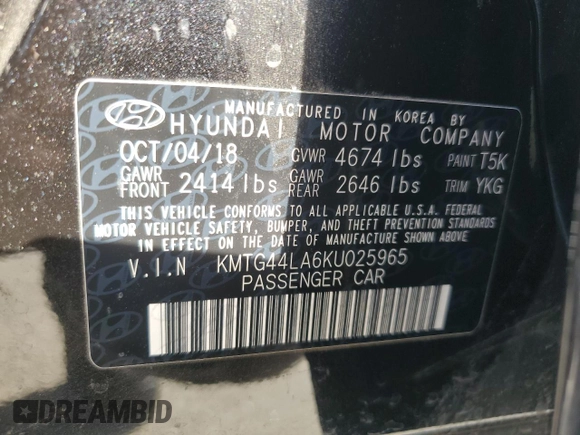 MANUFACTURED IN KOREA BY
HYUNDAI MOTOR COMPANY
OCT/04/18 GVWR 4674 lbs PAINT T5K
GAWR FRONT 2414 lbs GAWR REAR 2646 lbs TRIM YKG
THIS VEHICLE CONFORMS TO ALL APPLICABLE U.S.A. FEDERAL
MOTOR VEHICLE SAFETY, BUMPER, AND THEFT PREVENTION STANDARDS
IN EFFECT ON THE DATE OF MANUFACTURE SHOWN ABOVE.
V.I.N KMTG44LA6KU025965
PASSENGER CAR
DREAMBID